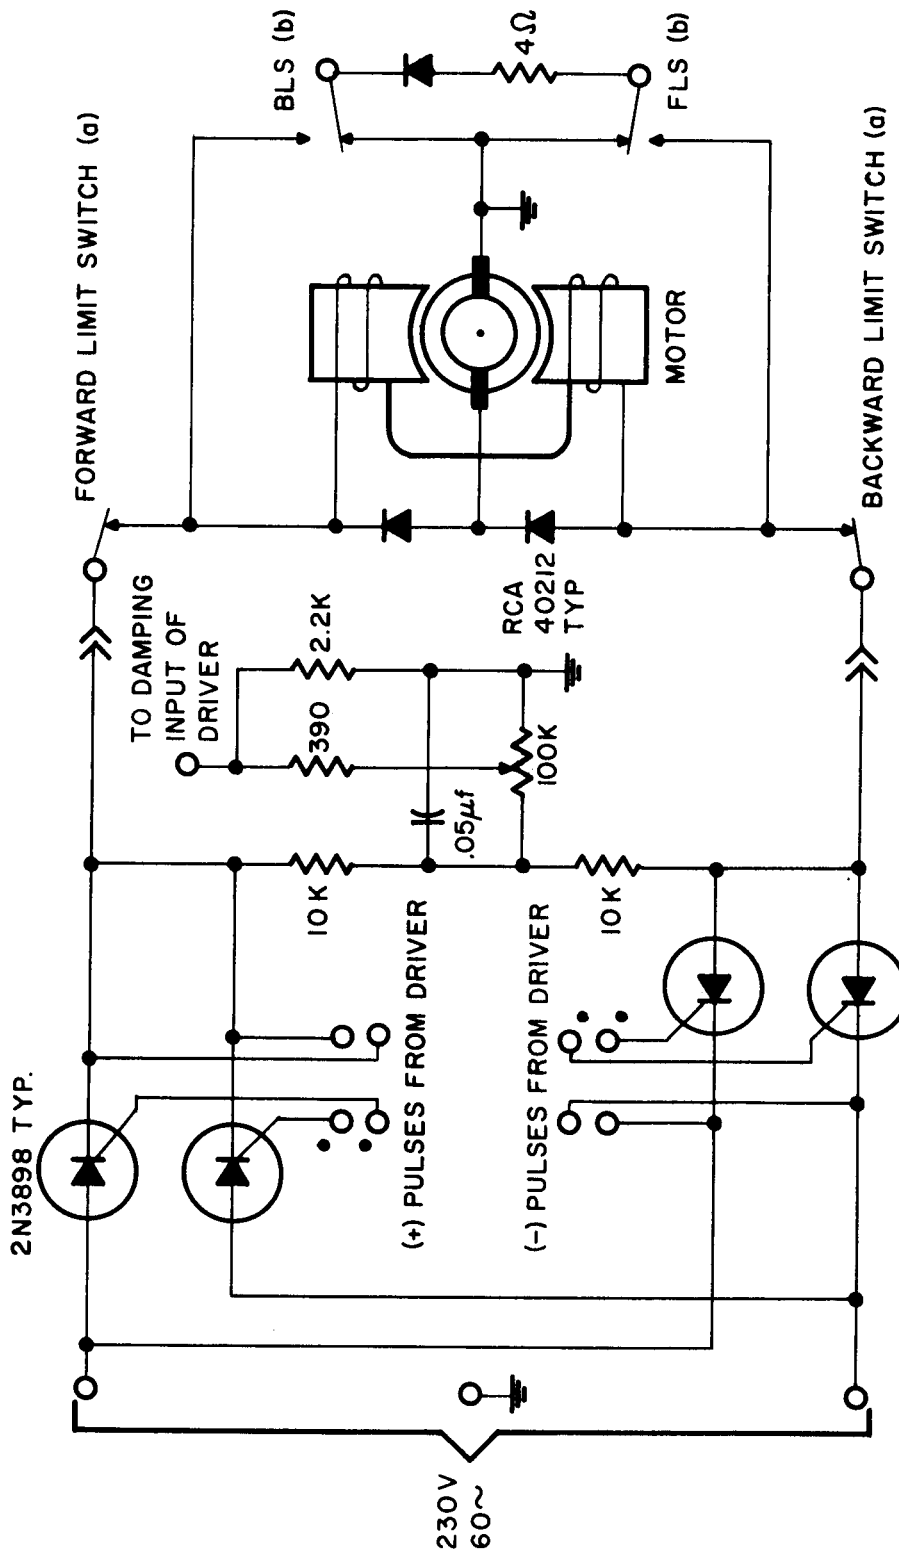 230V
60~
2N3898 TYP.
(+) PULSES FROM DRIVER
(-) PULSES FROM DRIVER
10K
10K
.05µf
100K
390
2.2K
TO DAMPING
INPUT OF
DRIVER
RCA
40212
TYP
FORWARD LIMIT SWITCH (a)
BACKWARD LIMIT SWITCH (a)
MOTOR
BLS (b)
4Ω
FLS (b)